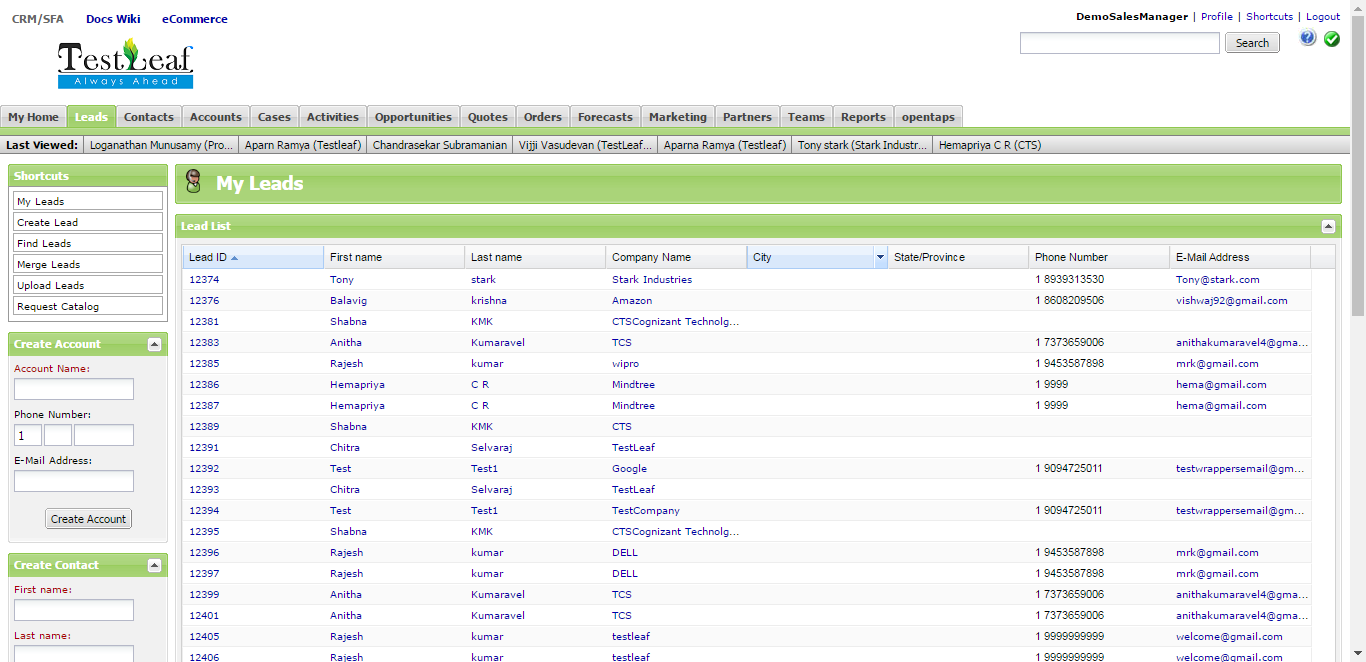 CRM/SFA Docs Wiki eCommerce
DemoSalesManager | Profile | Shortcuts | Logout
Search
TestLeaf
Always Ahead
My Home Leads Contacts Accounts Cases Activities Opportunities Quotes Orders Forecasts Marketing Partners Teams Reports opentaps
Last Viewed: Loganathan Munusamy (Pro... Aparn Ramya (Testleaf) Chandrasekar Subramanian Vijji Vasudevan (TestLeaf... Aparna Ramya (Testleaf) Tony stark (Stark Industr... Hemapriya C R (CTS)
Shortcuts
My Leads
Create Lead
Find Leads
Merge Leads
Upload Leads
Request Catalog
Create Account
Account Name:
Phone Number:
1
E-Mail Address:
Create Account
Create Contact
First name:
Last name:
My Leads
Lead List
Lead ID First name Last name Company Name City State/Province Phone Number E-Mail Address
12374 Tony stark Stark Industries 1 8939313530 Tony@stark.com
12376 Balavig krishna Amazon 1 8608209506 vishwaj92@gmail.com
12381 Shabna KMK CTSCognizant Technolg...
12383 Anitha Kumaravel TCS 1 7373659006 anithakumaravel4@gma...
12385 Rajesh kumar wipro 1 9453587898 mrk@gmail.com
12386 Hemapriya C R Mindtree 1 9999 hema@gmail.com
12387 Hemapriya C R Mindtree 1 9999 hema@gmail.com
12389 Shabna KMK CTS
12391 Chitra Selvaraj TestLeaf
12392 Test Test1 Google 1 9094725011 testwrappersemail@gm...
12393 Chitra Selvaraj TestLeaf
12394 Test Test1 TestCompany 1 9094725011 testwrappersemail@gm...
12395 Shabna KMK CTSCognizant Technolg...
12396 Rajesh kumar DELL 1 9453587898 mrk@gmail.com
12397 Rajesh kumar DELL 1 9453587898 mrk@gmail.com
12399 Anitha Kumaravel TCS 1 7373659006 anithakumaravel4@gma...
12401 Anitha Kumaravel TCS 1 7373659006 anithakumaravel4@gma...
12405 Rajesh kumar testleaf 1 9999999999 welcome@gmail.com
12406 Rajesh kumar testleaf 1 9999999999 welcome@gmail.com